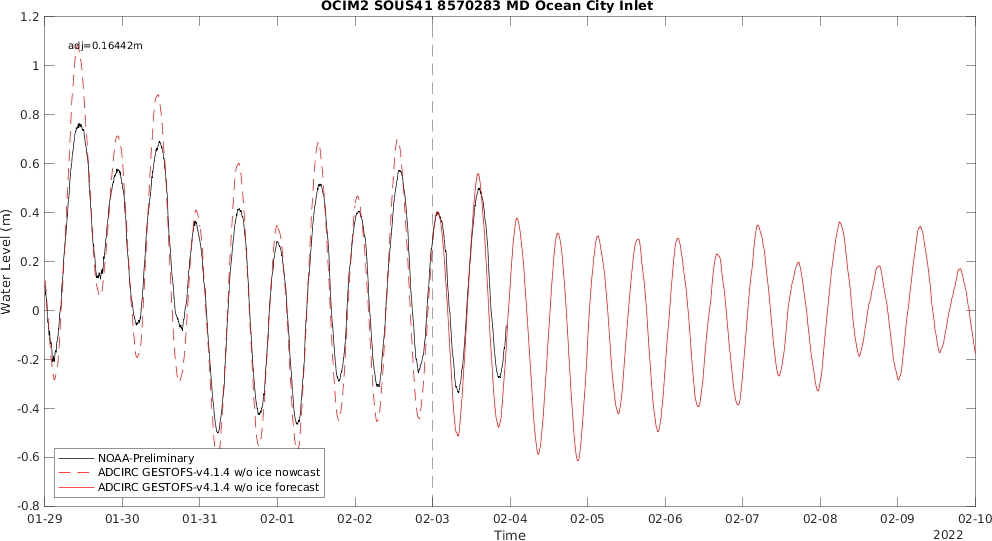 OCIM2 SOUS41 8570283 MD Ocean City Inlet
adj=0.16442m
1.2
1
0.8
0.6
0.4
0.2
0
-0.2
-0.4
-0.6
-0.8
Water Level (m)
NOAA-Preliminary
ADCIRC GESTOFS-v4.1.4 w/o ice nowcast
ADCIRC GESTOFS-v4.1.4 w/o ice forecast
01-29 01-30 01-31 02-01 02-02 02-03 02-04 02-05 02-06 02-07 02-08 02-09 02-10
Time
2022